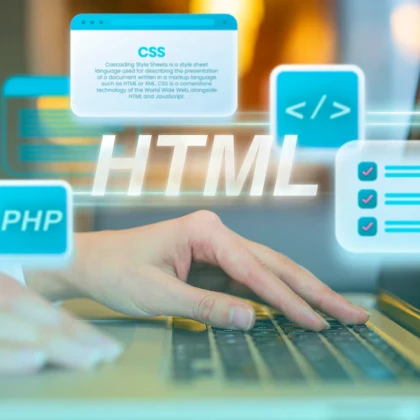 CSS
Cascading Style Sheets is a style sheet
language used for describing the presentation
of a document written in a markup language
such as HTML or XML. CSS is a cornerstone
technology of the World Wide Web, alongside
HTML and JavaScript.
</>
HTML
PHP